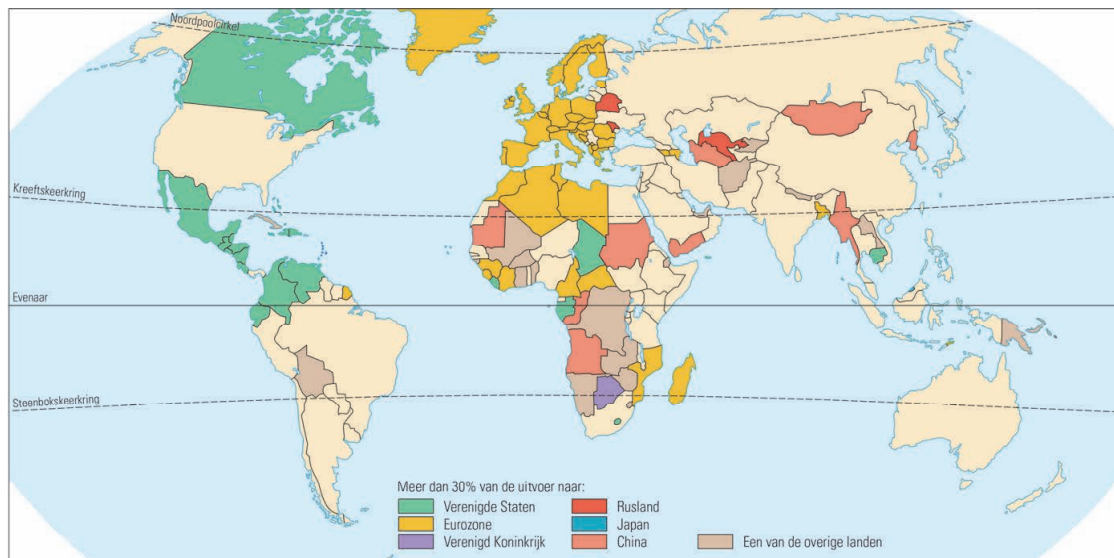 Noordpoolcirkel
Kreeftskeerkring
Evenaar
Steenbokskeerkring
Meer dan 30% van de uitvoer naar:
Verenigde Staten
Eurozone
Verenigd Koninkrijk
Rusland
Japan
China
Een van de overige landen